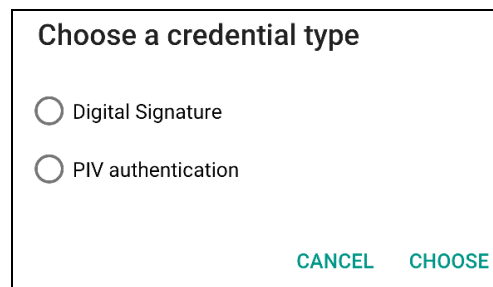 Choose a credential type
Digital Signature
PIV authentication
CANCEL CHOOSE